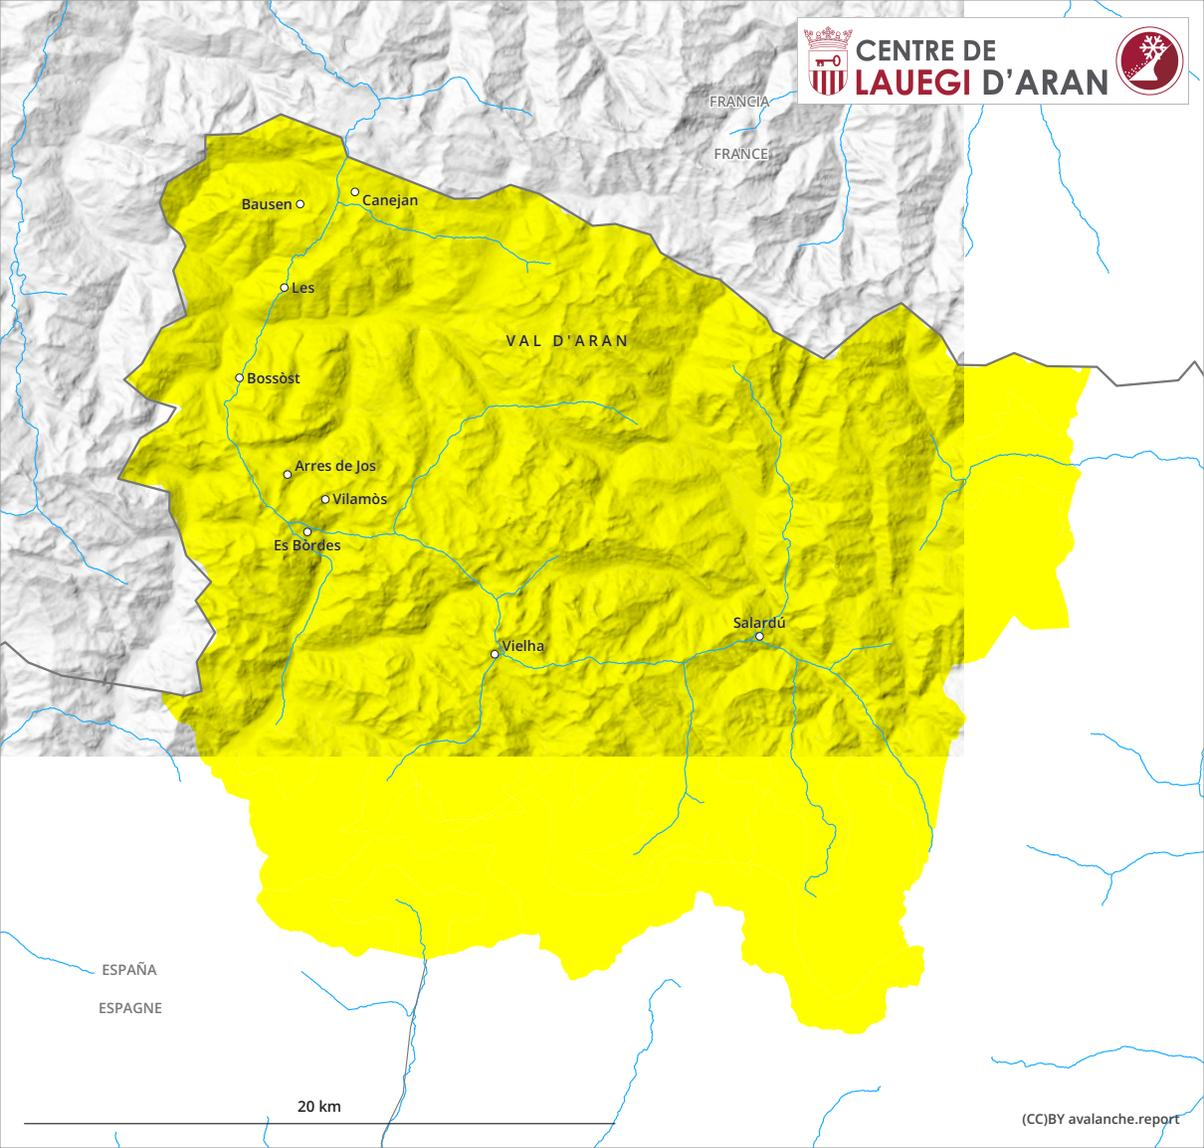 CENTRE DE
LAUEGI D'ARAN
FRANCIA
FRANCE
Bausen
Canejan
Les
VAL D'ARAN
Bossòst
Arres de Jos
Vilamòs
Es Bòrdes
Salardú
Vielha
ESPAÑA
ESPAGNE
20 km
(CC)BY avalanche.report